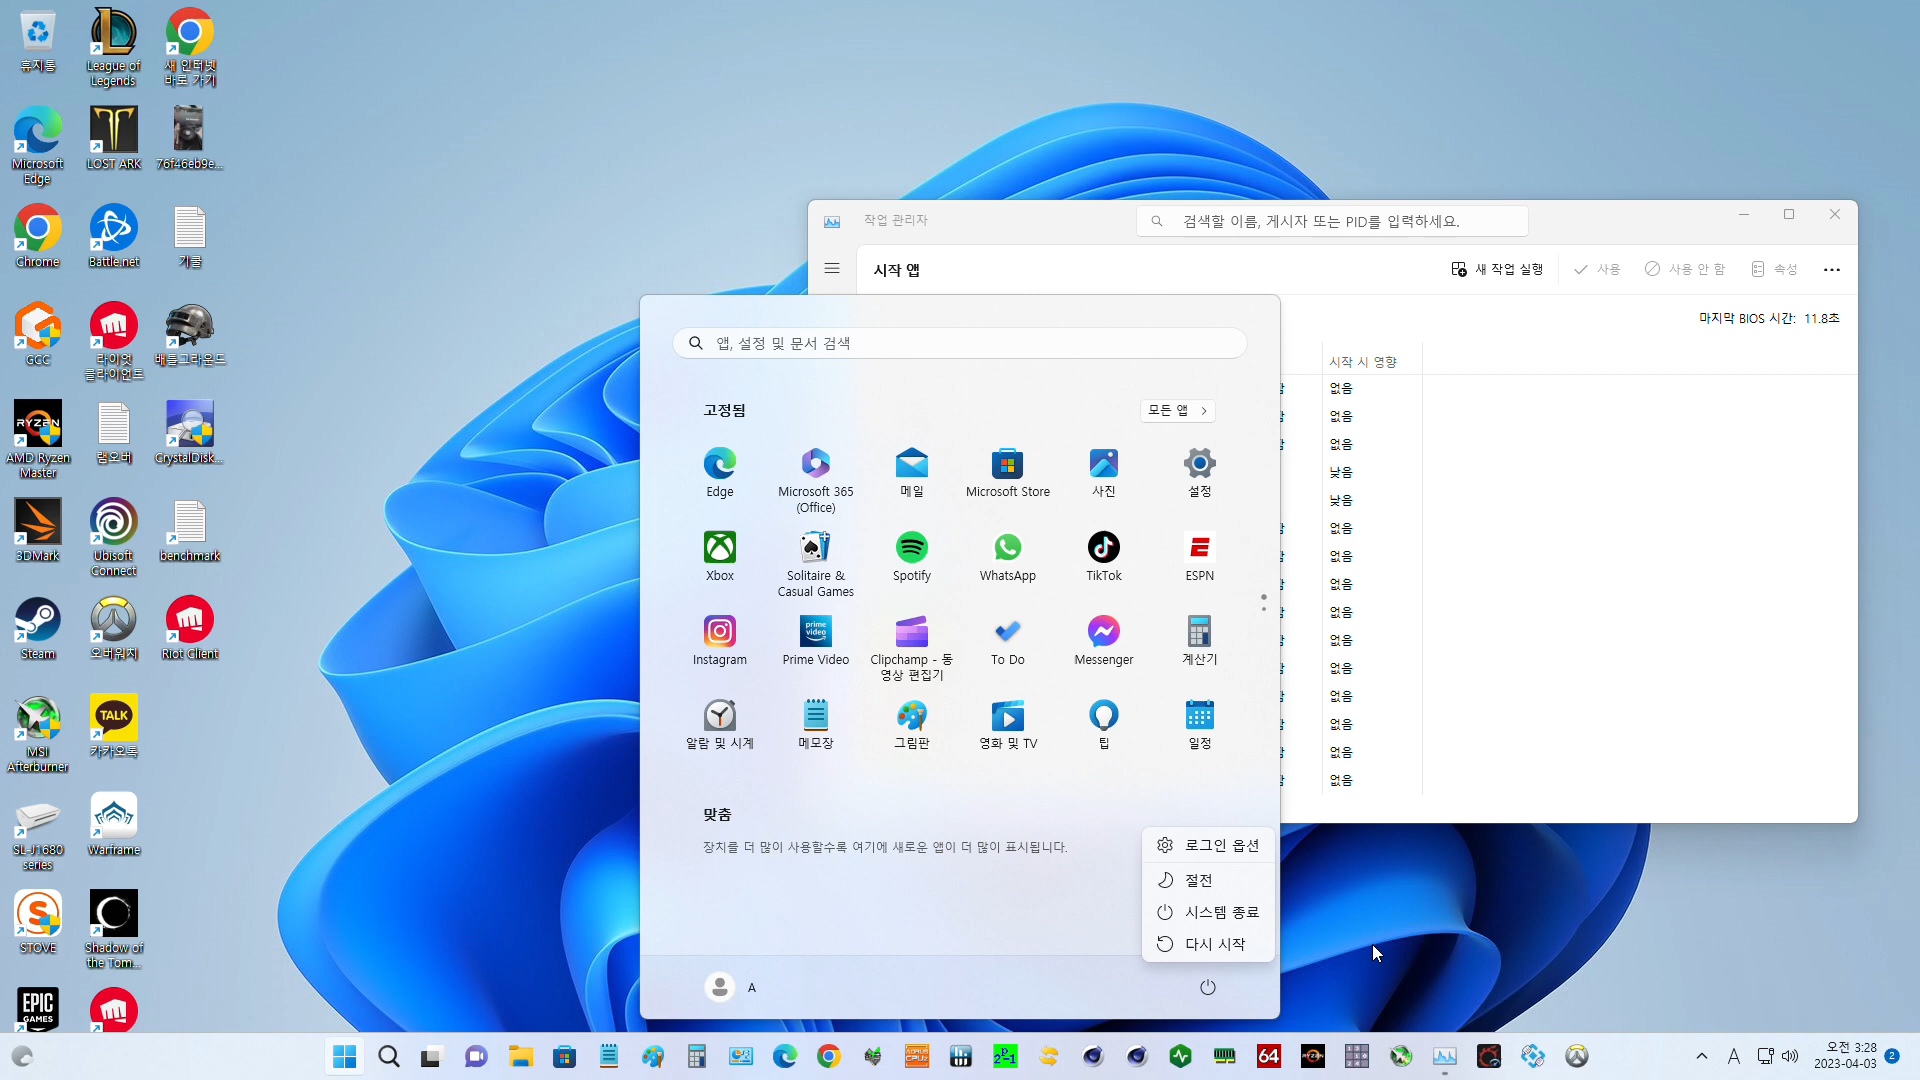 휴지통
League of
Legends
새 인터넷
바로 가기
Microsoft
Edge
LOST ARK
76f46eb9e...
Chrome
Battle.net
기쿨
GCC
라이엇
클라이언트
배틀그라운드
RYZEN
AMD Ryzen
Master
램오버
CrystalDisk...
3DMark
Ubisoft
Connect
benchmark
Steam
오버워치
Riot Client
MSI
Afterburner
TALK
카카오톡
SL-J1680
series
Warframe
STOVE
Shadow of
the Tom...
EPIC
GAMES
작업 관리자
검색할 이름, 게시자 또는 PID를 입력하세요.
시작 앱
새 작업 실행
사용
사용 안 함
속성
마지막 BIOS 시간: 11.8초
시작 시 영향
없음
없음
없음
낮음
낮음
없음
없음
없음
없음
없음
없음
없음
없음
없음
없음
앱, 설정 및 문서 검색
고정됨
모든 앱
Edge
Microsoft 365
(Office)
메일
Microsoft Store
사진
설정
Xbox
Solitaire &
Casual Games
Spotify
WhatsApp
TikTok
ESPN
Instagram
prime
video
Prime Video
Clipchamp - 동
영상 편집기
To Do
Messenger
계산기
알람 및 시계
메모장
그림판
영화 및 TV
팁
일정
맞춤
장치를 더 많이 사용할수록 여기에 새로운 앱이 더 많이 표시됩니다.
로그인 옵션
절전
시스템 종료
다시 시작
A
64
A
오전 3:28
2023-04-03
2